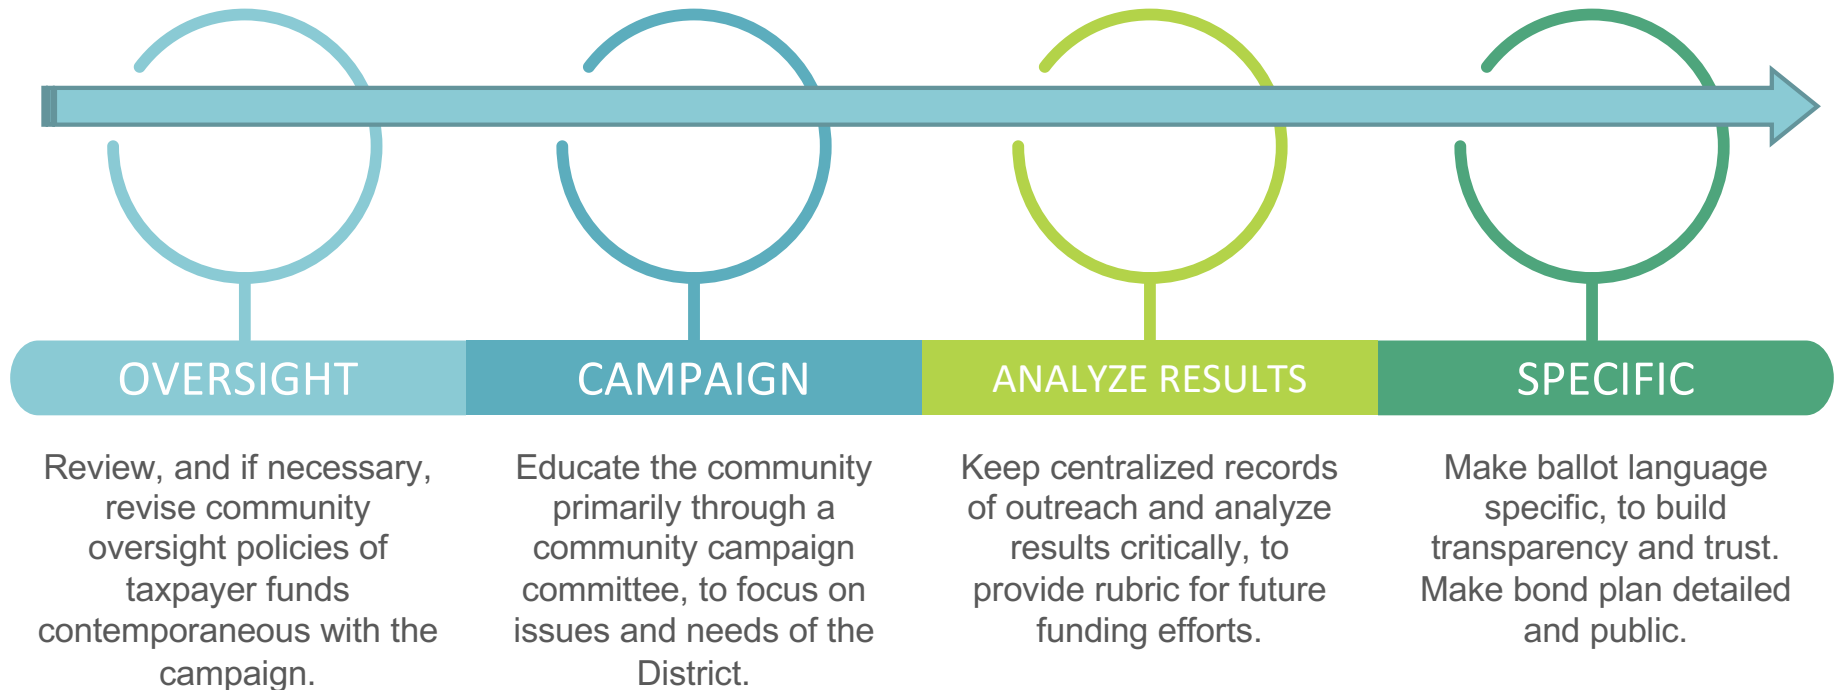 OVERSIGHT
Review, and if necessary,
revise community
oversight policies of
taxpayer funds
contemporaneous with the
campaign.
CAMPAIGN
Educate the community
primarily through a
community campaign
committee, to focus on
issues and needs of the
District.
ANALYZE RESULTS
Keep centralized records
of outreach and analyze
results critically, to
provide rubric for future
funding efforts.
SPECIFIC
Make ballot language
specific, to build
transparency and trust.
Make bond plan detailed
and public.